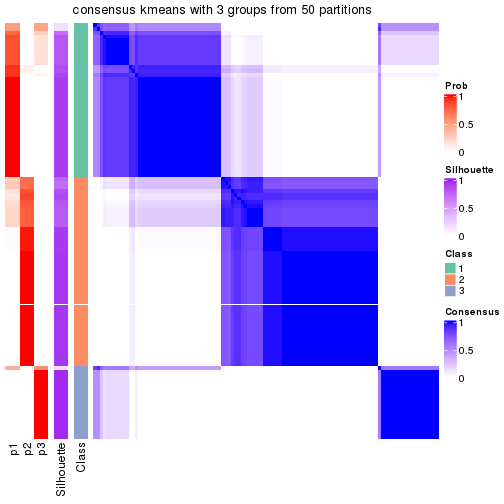 consensus kmeans with 3 groups from 50 partitions
Prob
1
0.5
0
Silhouette
1
0.5
0
Class
1
2
3
Consensus
1
0.5
0
p1
p2
p3
Silhouette
Class